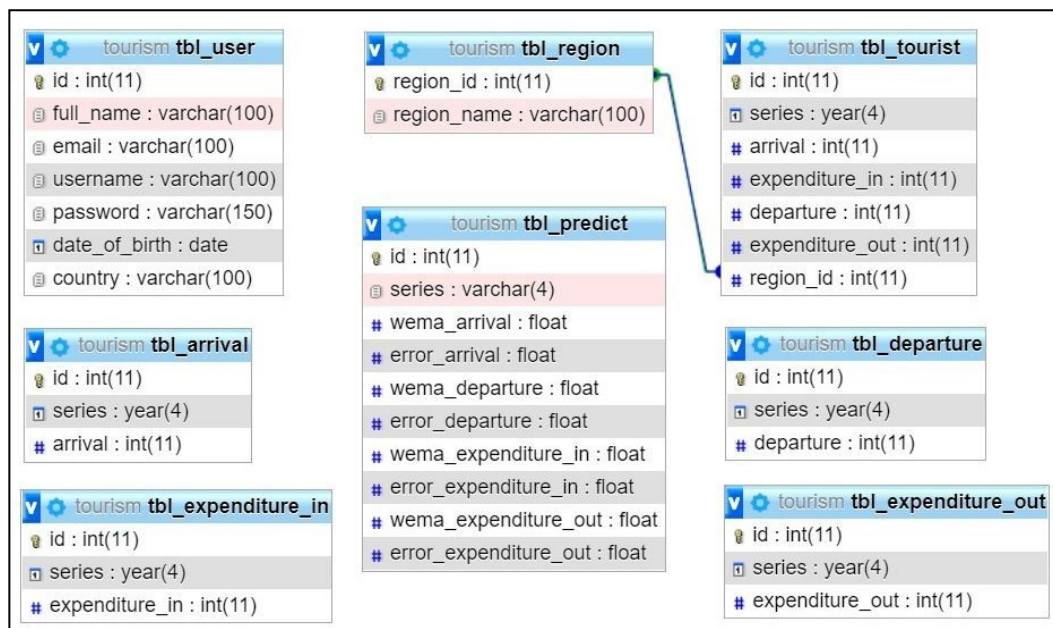 tourism tbl_user
id : int(11)
full_name : varchar(100)
email : varchar(100)
username : varchar(100)
password : varchar(150)
date_of_birth : date
country : varchar(100)
tourism tbl_region
region_id : int(11)
region_name : varchar(100)
tourism tbl_tourist
id : int(11)
series : year(4)
# arrival : int(11)
# expenditure_in : int(11)
# departure : int(11)
# expenditure_out : int(11)
# region_id : int(11)
tourism tbl_predict
id : int(11)
series : varchar(4)
# wema_arrival : float
# error_arrival : float
# wema_departure : float
# error_departure : float
# wema_expenditure_in : float
# error_expenditure_in : float
# wema_expenditure_out : float
# error_expenditure_out : float
tourism tbl_arrival
id : int(11)
series : year(4)
# arrival : int(11)
tourism tbl_departure
id : int(11)
series : year(4)
# departure : int(11)
tourism tbl_expenditure_in
id : int(11)
series : year(4)
# expenditure_in : int(11)
tourism tbl_expenditure_out
id : int(11)
series : year(4)
# expenditure_out : int(11)